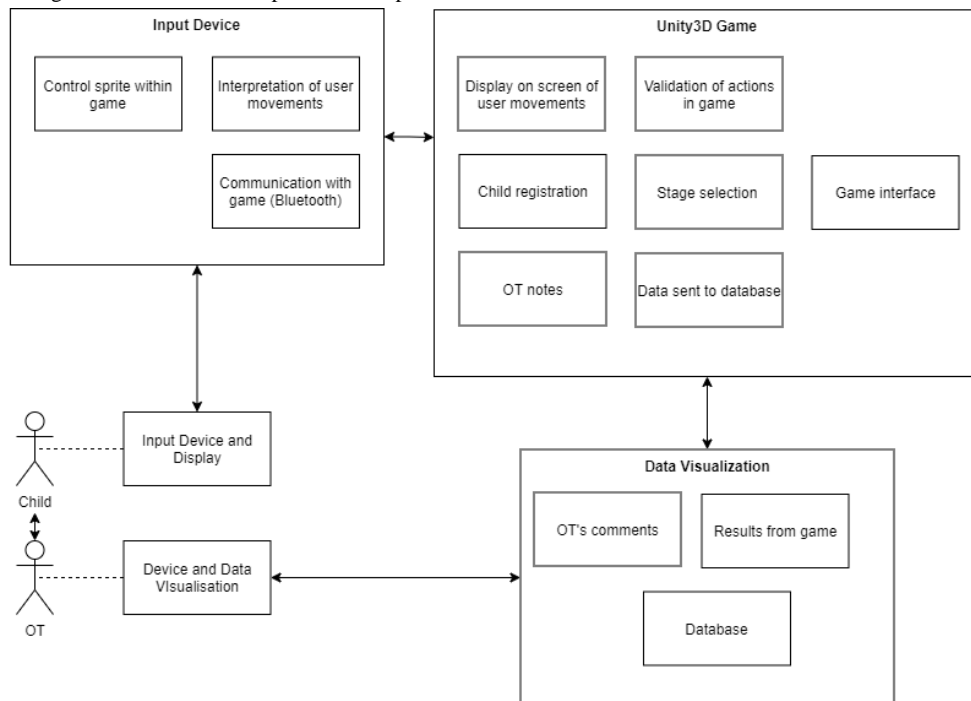 Input Device
Control sprite within
game
Interpretation of user
movements
Communication with
game (Bluetooth)
Unity3D Game
Display on screen of
user movements
Validation of actions
in game
Child registration
Stage selection
Game interface
OT notes
Data sent to database
Input Device and
Display
Child
Device and Data
VIsualisation
OT
Data Visualization
OT's comments
Results from game
Database